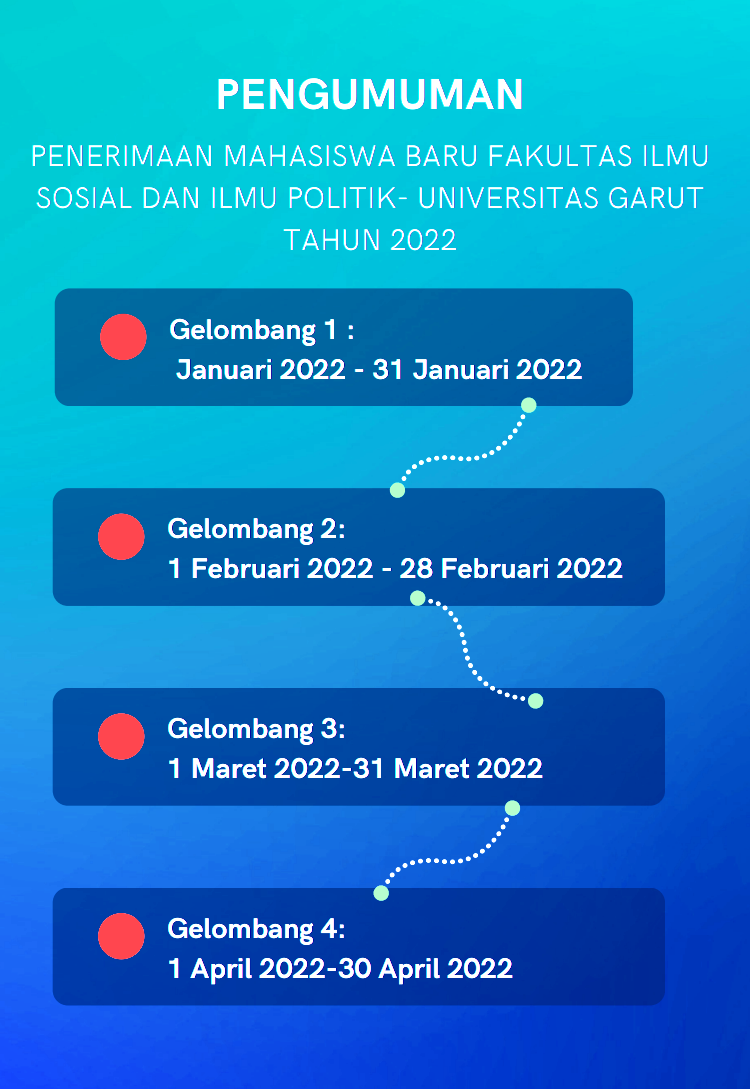 PENGUMUMAN
PENERIMAAN MAHASISWA BARU FAKULTAS ILMU
SOSIAL DAN ILMU POLITIK- UNIVERSITAS GARUT
TAHUN 2022
Gelombang 1 :
Januari 2022 - 31 Januari 2022
Gelombang 2:
1 Februari 2022 - 28 Februari 2022
Gelombang 3:
1 Maret 2022-31 Maret 2022
Gelombang 4:
1 April 2022-30 April 2022